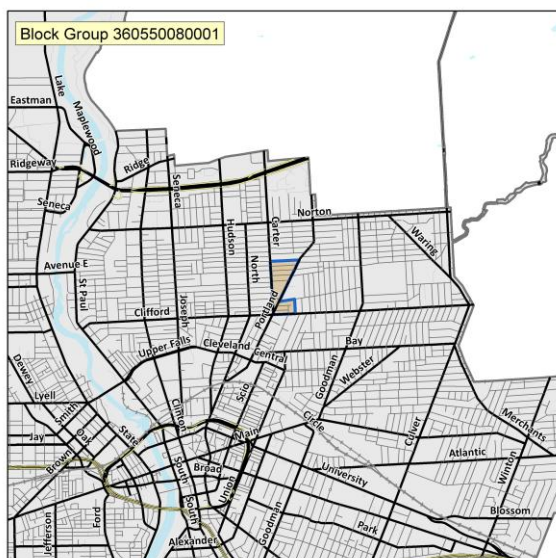 Block Group 360550080001
Lake
Eastman
Maplewood
Ridgeway
Ridge
Seneca
Seneca
Hudson
Carter
Norton
North
Waring
Avenue E
St Paul
Joseph
Clifford
Portland
Upper Falls
Cleveland
Central
Bay
Dewey
Goodman
Webster
Lyell
Scio
Smith
Clinton
Circle
Culver
Merchants
Jay
Oak
State
Main
Atlantic
Brown
Broad
University
Winton
South
Union
Jefferson
Ford
South
Goodman
Park
Blossom
Alexander